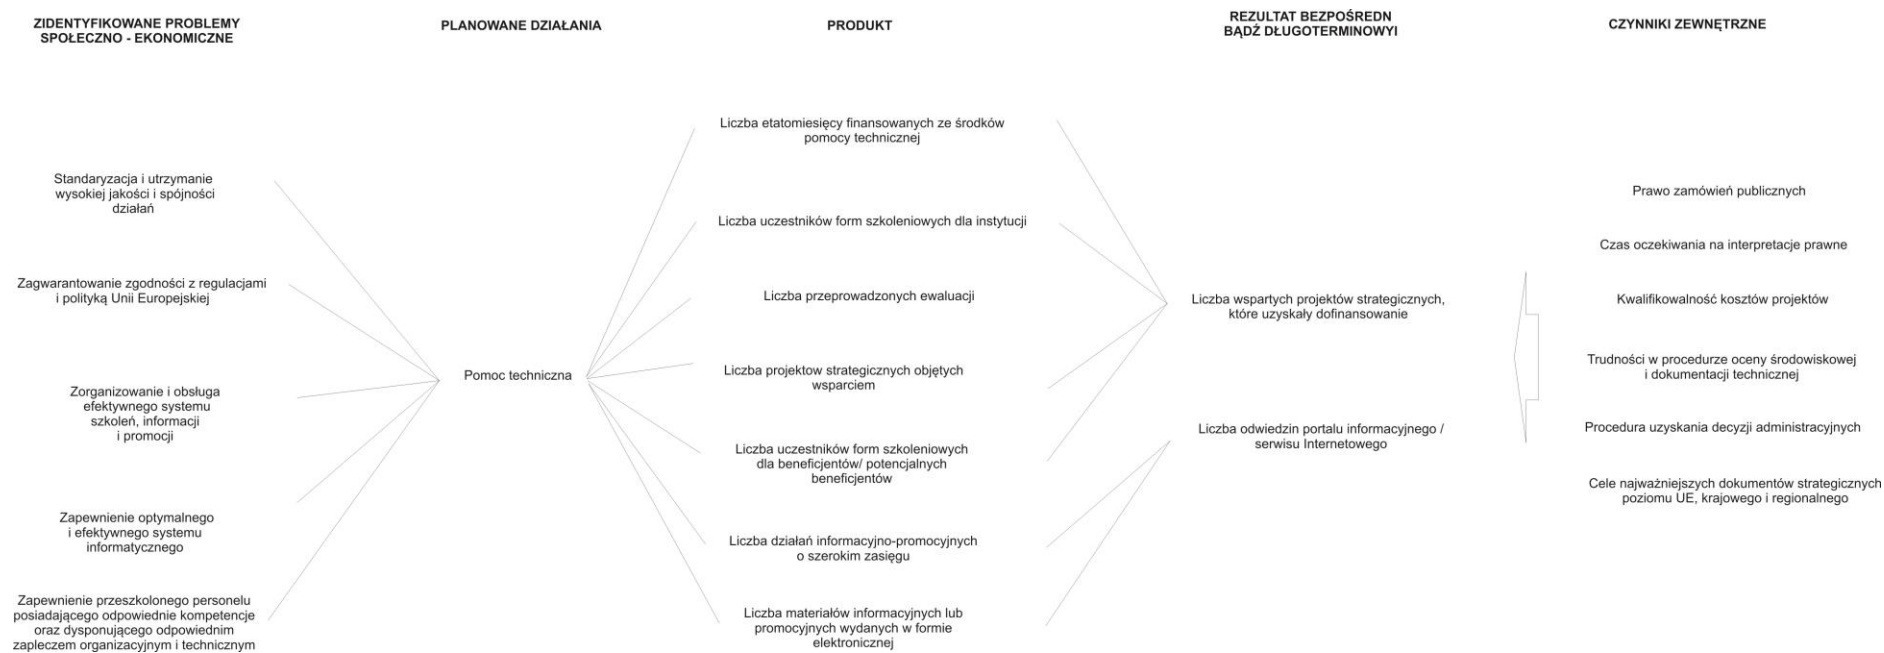 ZIDENTYFIKOWANE PROBLEMY
SPOŁECZNO - EKONOMICZNE
PLANOWANE DZIAŁANIA
PRODUKT
REZULTAT BEZPOŚREDN
BĄDŹ DŁUGOTERMINOWYI
CZYNNIKI ZEWNĘTRZNE
Standaryzacja i utrzymanie
wysokiej jakości i spójności
działań
Zagwarantowanie zgodności z regulacjami
i polityką Unii Europejskiej
Zorganizowanie i obsługa
efektywnego systemu
szkoleń, informacji
i promocji
Zapewnienie optymalnego
i efektywnego systemu
informatycznego
Zapewnienie przeszkolonego personelu
posiadającego odpowiednie kompetencje
oraz dysponującego odpowiednim
zapleczem organizacyjnym i technicznym
Pomoc techniczna
Liczba etatomiesięcy finansowanych ze środków
pomocy technicznej
Liczba uczestników form szkoleniowych dla instytucji
Liczba przeprowadzonych ewaluacji
Liczba projektow strategicznych objętych
wsparciem
Liczba uczestników form szkoleniowych
dla beneficjentów/ potencjalnych
beneficjentów
Liczba działań informacyjno-promocyjnych
o szerokim zasięgu
Liczba materiałów informacyjnych lub
promocyjnych wydanych w formie
elektronicznej
Liczba wspartych projektów strategicznych,
które uzyskały dofinansowanie
Liczba odwiedzin portalu informacyjnego /
serwisu Internetowego
Prawo zamówień publicznych
Czas oczekiwania na interpretacje prawne
Kwalifikowalność kosztów projektów
Trudności w procedurze oceny środowiskowej
i dokumentacji technicznej
Procedura uzyskania decyzji administracyjnych
Cele najważniejszych dokumentów strategicznych
poziomu UE, krajowego i regionalnego